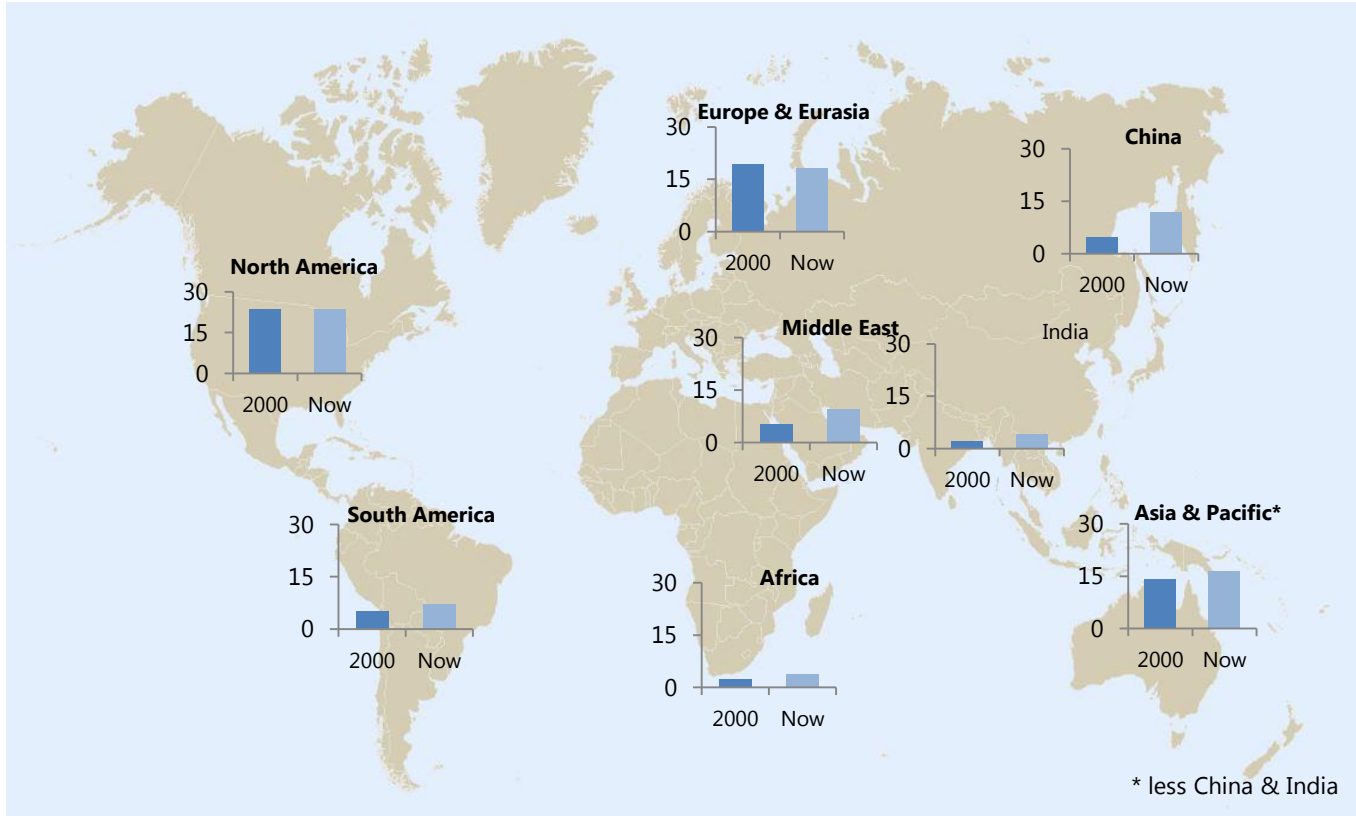 Europe & Eurasia
30
15
0
2000 Now
China
30
15
0
2000 Now
North America
30
15
0
2000 Now
Middle East
30
15
0
2000 Now
India
30
15
0
2000 Now
South America
30
15
0
2000 Now
Africa
30
15
0
2000 Now
Asia & Pacific*
30
15
0
2000 Now
* less China & India